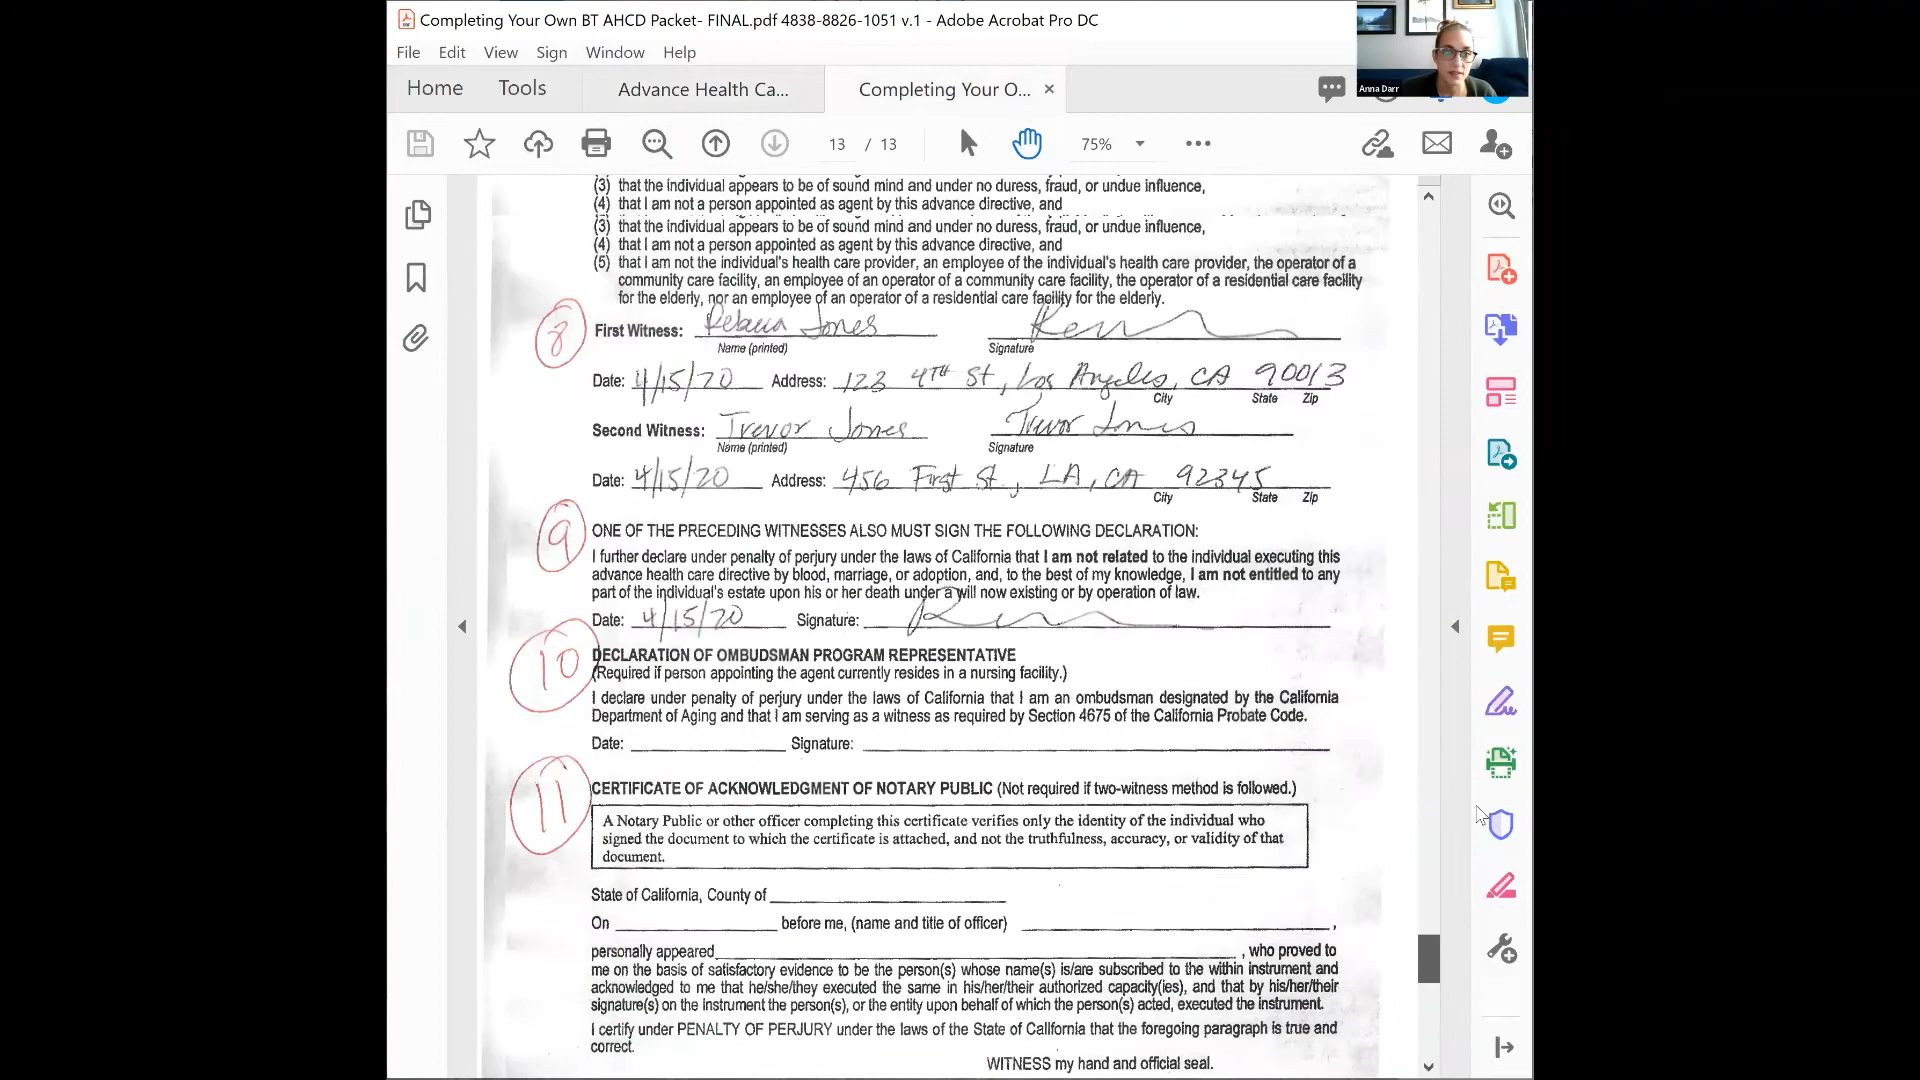 Completing Your Own BT AHCD Packet- FINAL.pdf 4838-8826-1051 v.1 - Adobe Acrobat Pro DC
File Edit View Sign Window Help
Home Tools Advance Health Ca... Completing Your O... ×
Anna Darr
13 / 13 75%
(3) that the individual appears to be of sound mind and under no duress, fraud, or undue influence,
(4) that I am not a person appointed as agent by this advance directive, and
(3) that the individual appears to be of sound mind and under no duress, fraud, or undue influence,
(4) that I am not a person appointed as agent by this advance directive, and
(5) that I am not the individual's health care provider, an employee of the individual's health care provider, the operator of a
community care facility, an employee of an operator of a community care facility, the operator of a residential care facility
for the elderly, nor an employee of an operator of a residential care facility for the elderly.
8 First Witness: Rebecca Jones
Name (printed) Signature
Date: 4/15/20 Address: 123 4TH St, Los Angeles, CA 90013
City State Zip
Second Witness: Trevor Jones Trevor Jones
Name (printed) Signature
Date: 4/15/20 Address: 456 First St., LA, CA 92345
City State Zip
9 ONE OF THE PRECEDING WITNESSES ALSO MUST SIGN THE FOLLOWING DECLARATION:
I further declare under penalty of perjury under the laws of California that I am not related to the individual executing this
advance health care directive by blood, marriage, or adoption, and, to the best of my knowledge, I am not entitled to any
part of the individual's estate upon his or her death under a will now existing or by operation of law.
Date: 4/15/20 Signature:
10 DECLARATION OF OMBUDSMAN PROGRAM REPRESENTATIVE
(Required if person appointing the agent currently resides in a nursing facility.)
I declare under penalty of perjury under the laws of California that I am an ombudsman designated by the California
Department of Aging and that I am serving as a witness as required by Section 4675 of the California Probate Code.
Date: Signature:
11 CERTIFICATE OF ACKNOWLEDGMENT OF NOTARY PUBLIC (Not required if two-witness method is followed.)
A Notary Public or other officer completing this certificate verifies only the identity of the individual who
signed the document to which the certificate is attached, and not the truthfulness, accuracy, or validity of that
document.
State of California, County of
On before me, (name and title of officer) ,
personally appeared , who proved to
me on the basis of satisfactory evidence to be the person(s) whose name(s) is/are subscribed to the within instrument and
acknowledged to me that he/she/they executed the same in his/her/their authorized capacity(ies), and that by his/her/their
signature(s) on the instrument the person(s), or the entity upon behalf of which the person(s) acted, executed the instrument.
I certify under PENALTY OF PERJURY under the laws of the State of California that the foregoing paragraph is true and
correct.
WITNESS my hand and official seal.